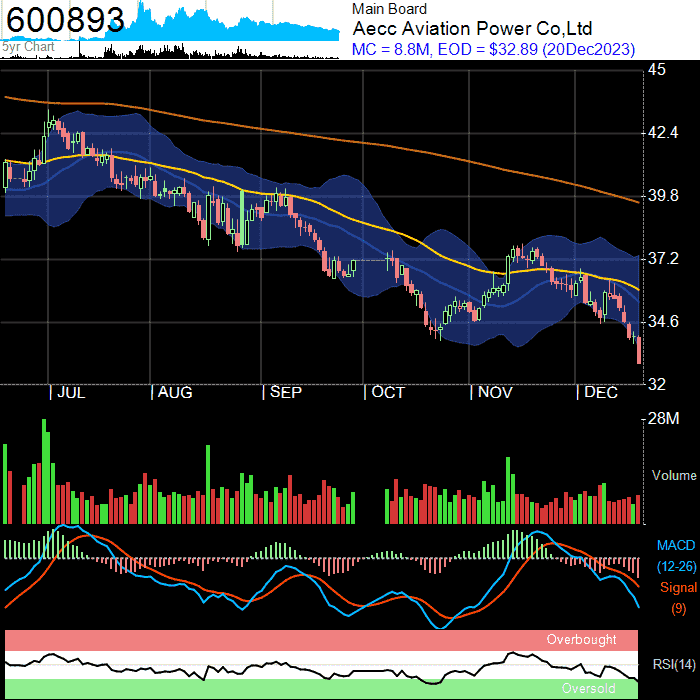 600893
5yr Chart
Main Board
Aecc Aviation Power Co,Ltd
MC = 8.8M, EOD = $32.89 (20Dec2023)
45
42.4
39.8
37.2
34.6
32
| JUL | AUG | SEP | OCT | NOV | DEC
28M
Volume
MACD
(12-26)
Signal
(9)
Overbought
RSI(14)
Oversold